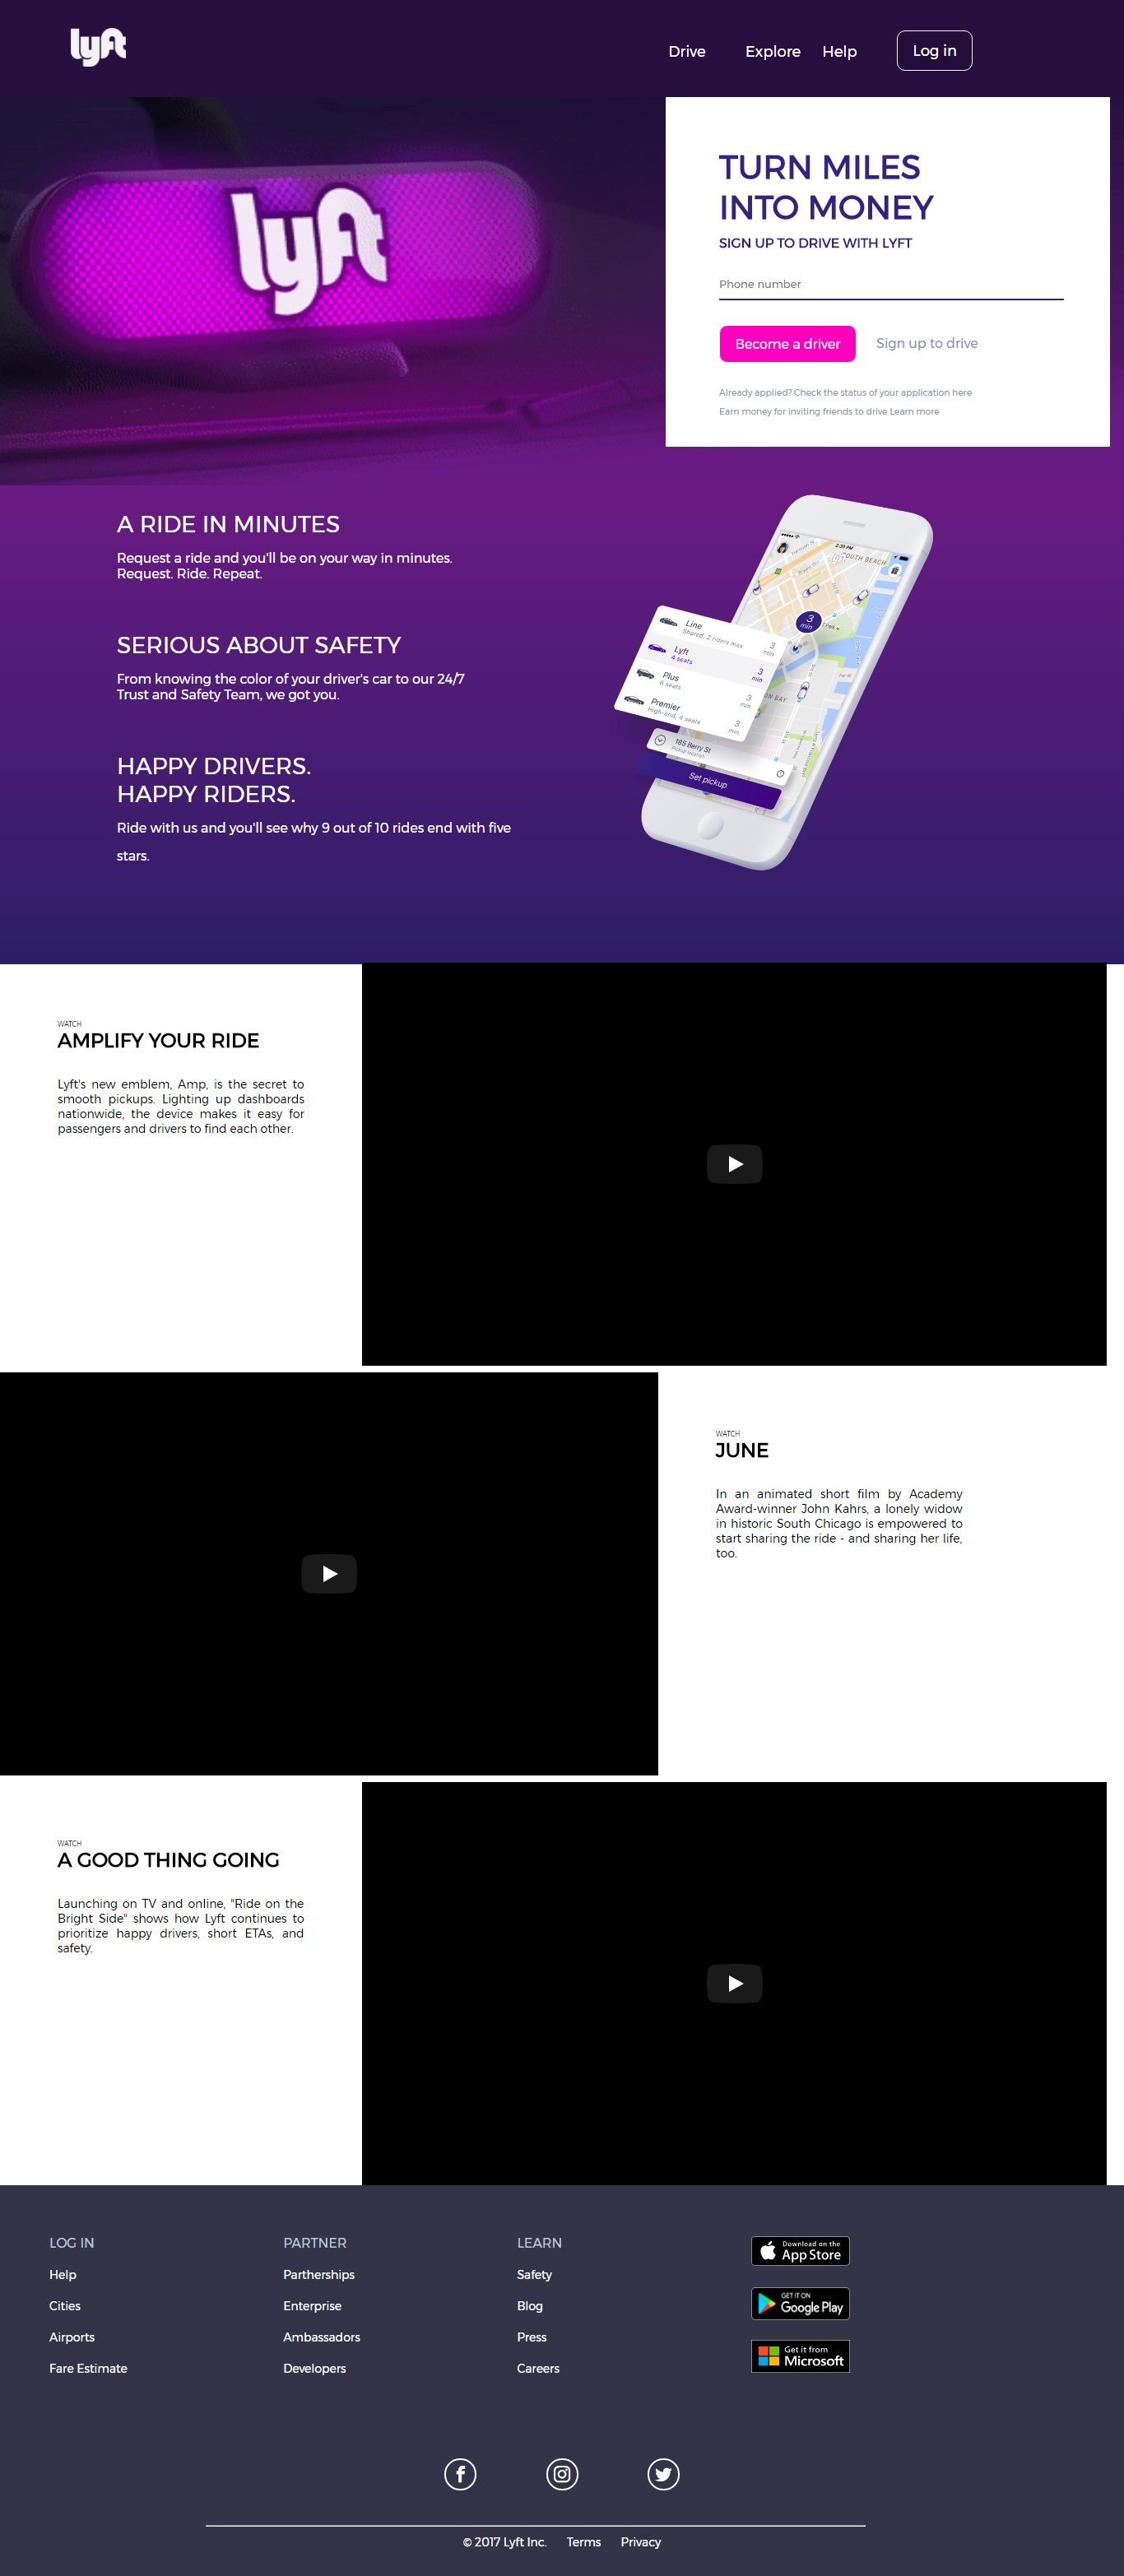 lyft
Drive
Explore
Help
Log in
lyft
TURN MILES
INTO MONEY
SIGN UP TO DRIVE WITH LYFT
Phone number
Become a driver
Sign up to drive
Already applied? Check the status of your application here
Earn money for inviting friends to drive Learn more
A RIDE IN MINUTES
Request a ride and you'll be on your way in minutes.
Request. Ride. Repeat.
SERIOUS ABOUT SAFETY
From knowing the color of your driver's car to our 24/7
Trust and Safety Team, we got you.
HAPPY DRIVERS.
HAPPY RIDERS.
Ride with us and you'll see why 9 out of 10 rides end with five
stars.
2:35 PM
SOUTH BEACH
3
min
Line
Shared, 2 riders max
3
min
Lyft
4 seats
3
min
Plus
6 seats
3
min
Premier
High-end, 4 seats
3
min
ON BAY
185 Berry St
Pickup location
Set pickup
WATCH
AMPLIFY YOUR RIDE
Lyft's new emblem, Amp, is the secret to
smooth pickups. Lighting up dashboards
nationwide, the device makes it easy for
passengers and drivers to find each other.
WATCH
JUNE
In an animated short film by Academy
Award-winner John Kahrs, a lonely widow
in historic South Chicago is empowered to
start sharing the ride - and sharing her life,
too.
WATCH
A GOOD THING GOING
Launching on TV and online, "Ride on the
Bright Side" shows how Lyft continues to
prioritize happy drivers, short ETAs, and
safety.
LOG IN
Help
Cities
Airports
Fare Estimate
PARTNER
Partherships
Enterprise
Ambassadors
Developers
LEARN
Safety
Blog
Press
Careers
Download on the
App Store
GET IT ON
Google Play
Get it from
Microsoft
© 2017 Lyft Inc.
Terms
Privacy